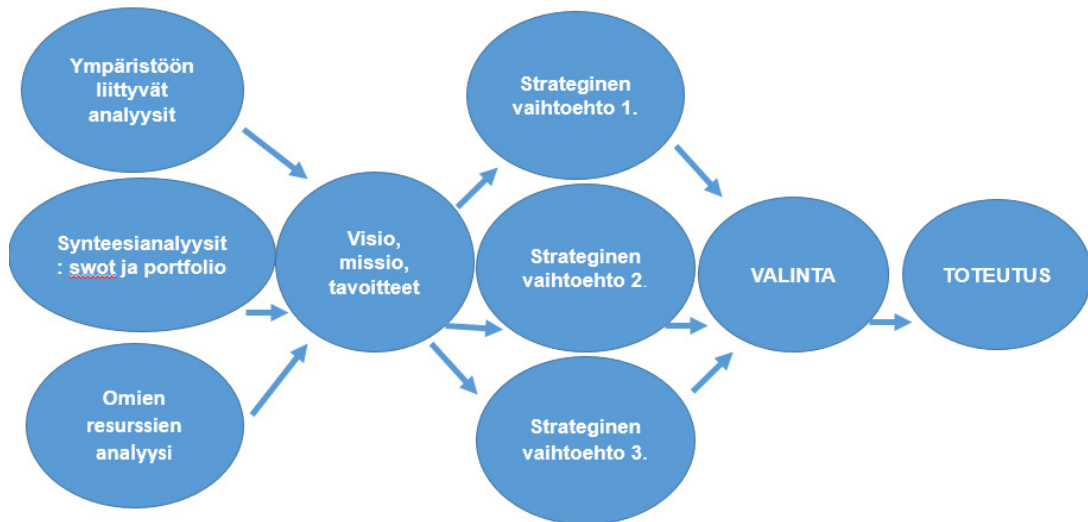 Ympäristöön
liittyvät
analyysit
Synteesianalyysit
: swot ja portfolio
Omien
resurssien
analyysi
Visio,
missio,
tavoitteet
Strateginen
vaihtoehto 1.
Strateginen
vaihtoehto 2.
Strateginen
vaihtoehto 3.
VALINTA
TOTEUTUS